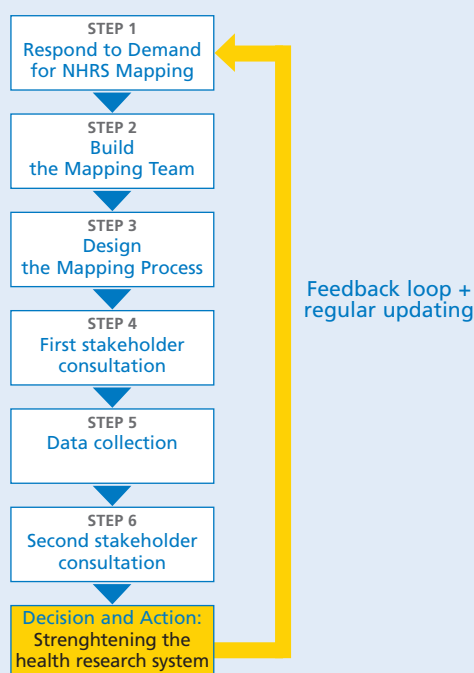 STEP 1
Respond to Demand
for NHRS Mapping
STEP 2
Build
the Mapping Team
STEP 3
Design
the Mapping Process
STEP 4
First stakeholder
consultation
STEP 5
Data collection
STEP 6
Second stakeholder
consultation
Decision and Action:
Strenghtening the
health research system
Feedback loop +
regular updating